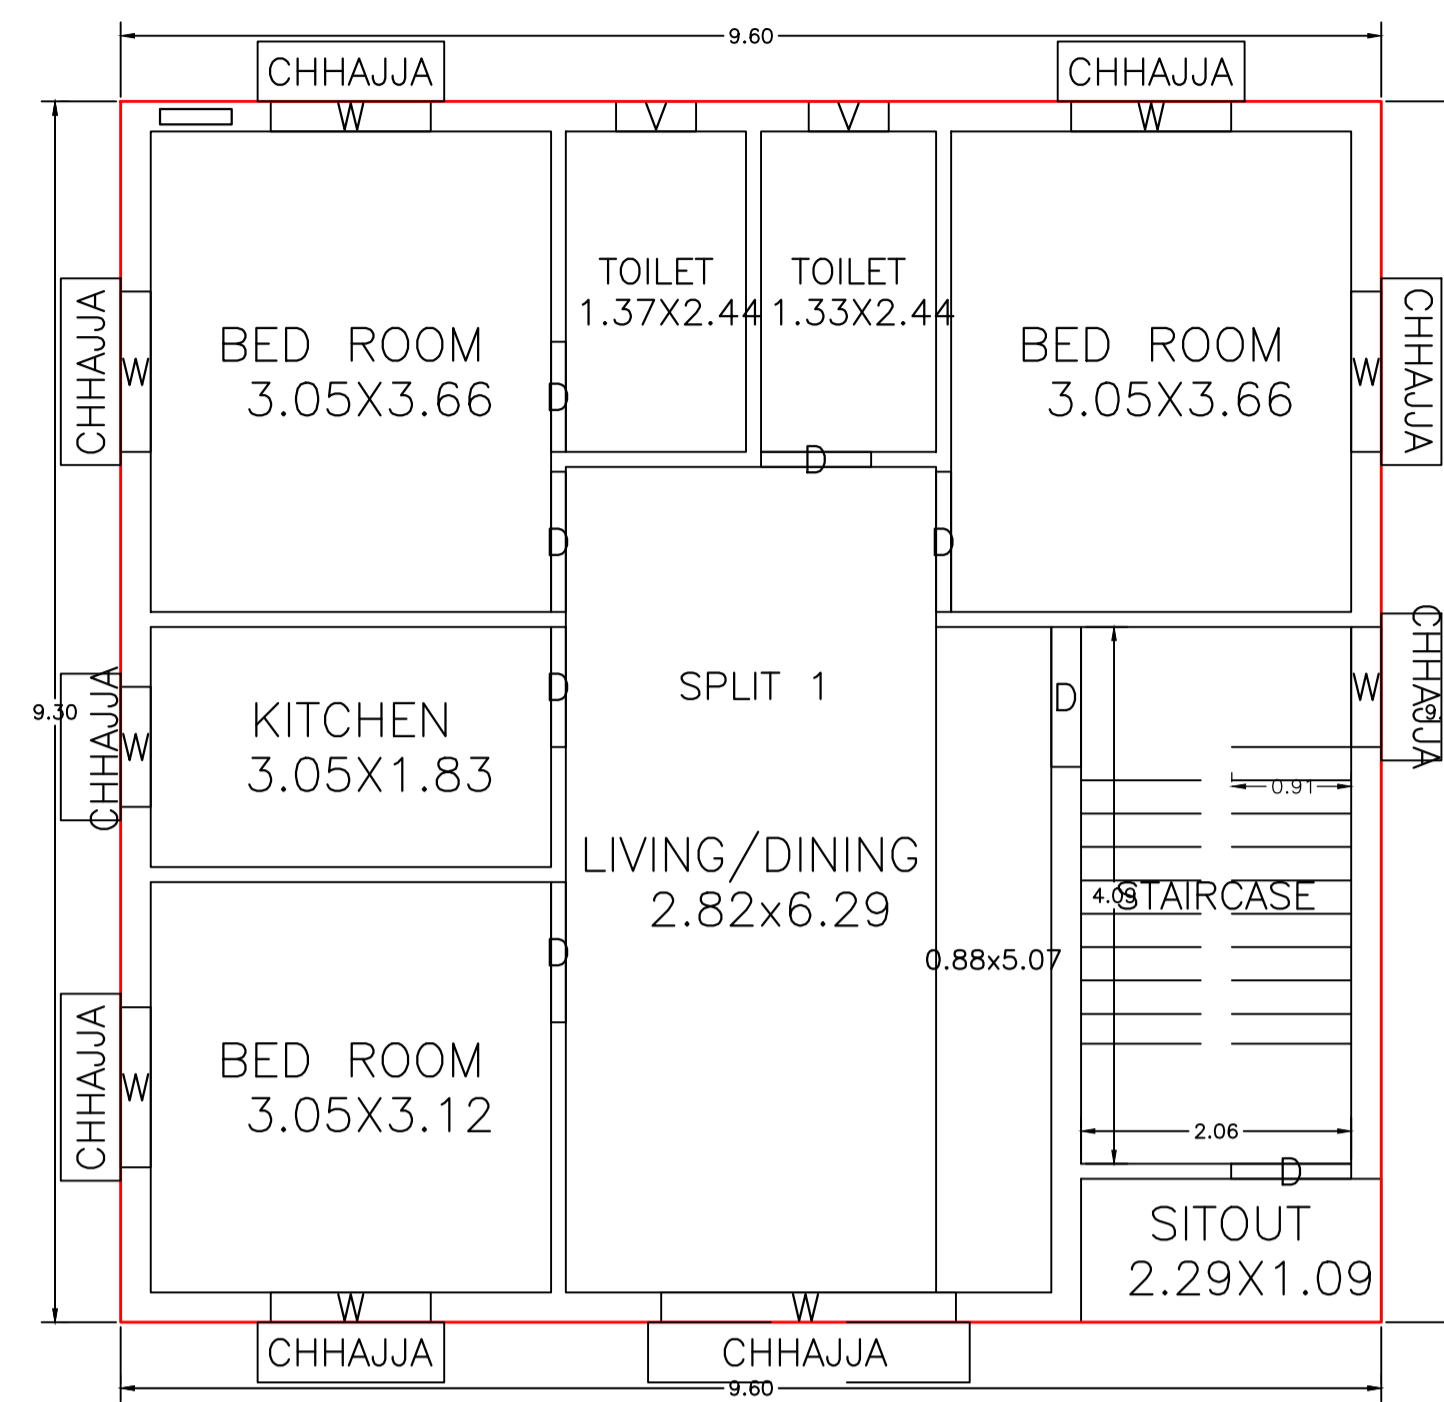 9.60
CHHAJJA
CHHAJJA
W
V
V
W
TOILET
1.37X2.44
TOILET
1.33X2.44
CHHAJJA
W
BED ROOM
3.05X3.66
D
BED ROOM
3.05X3.66
W
CHHAJJA
D
D
D
9.30
CHHAJJA
W
KITCHEN
3.05X1.83
D
SPLIT 1
D
W
CHHAJJA
9.
0.91
LIVING/DINING
2.82x6.29
4.09
STAIRCASE
D
0.88x5.07
CHHAJJA
W
BED ROOM
3.05X3.12
2.06
D
SITOUT
2.29X1.09
W
W
CHHAJJA
CHHAJJA
9.60